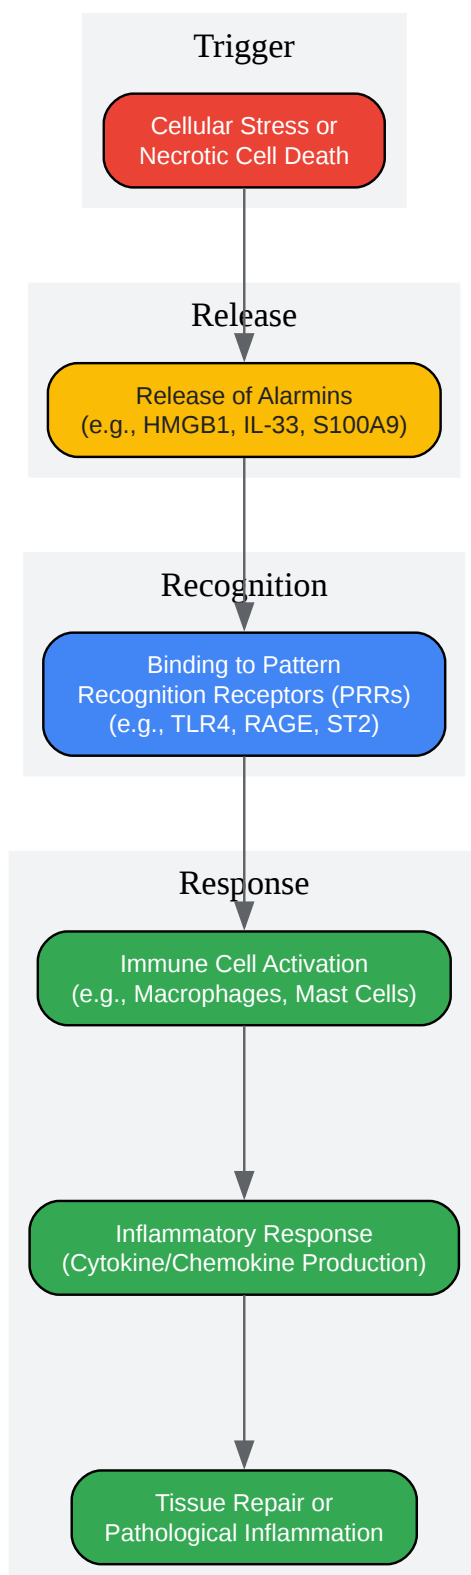 Trigger
Cellular Stress or
Necrotic Cell Death
Release
Release of Alarmins
(e.g., HMGB1, IL-33, S100A9)
Recognition
Binding to Pattern
Recognition Receptors (PRRs)
(e.g., TLR4, RAGE, ST2)
Response
Immune Cell Activation
(e.g., Macrophages, Mast Cells)
Inflammatory Response
(Cytokine/Chemokine Production)
Tissue Repair or
Pathological Inflammation